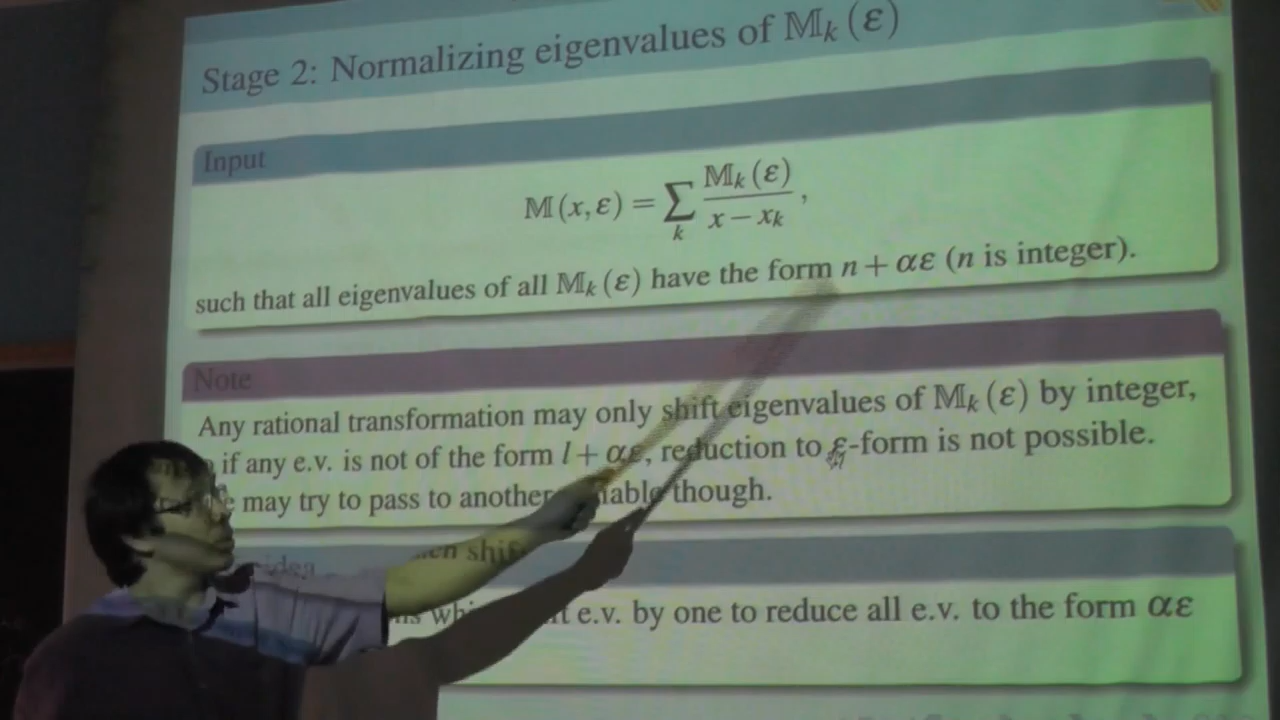 Stage 2: Normalizing eigenvalues of 𝕄ₖ(ε)
Input
𝕄(x,ε) = ∑ₖ 𝕄ₖ(ε) / (x − xₖ) ,
such that all eigenvalues of all 𝕄ₖ(ε) have the form n + αε (n is integer).
Note
Any rational transformation may only shift eigenvalues of 𝕄ₖ(ε) by integer,
if any e.v. is not of the form l + αε, reduction to ε-form is not possible.
may try to pass to another though.
idea
e.v. by one to reduce all e.v. to the form αε